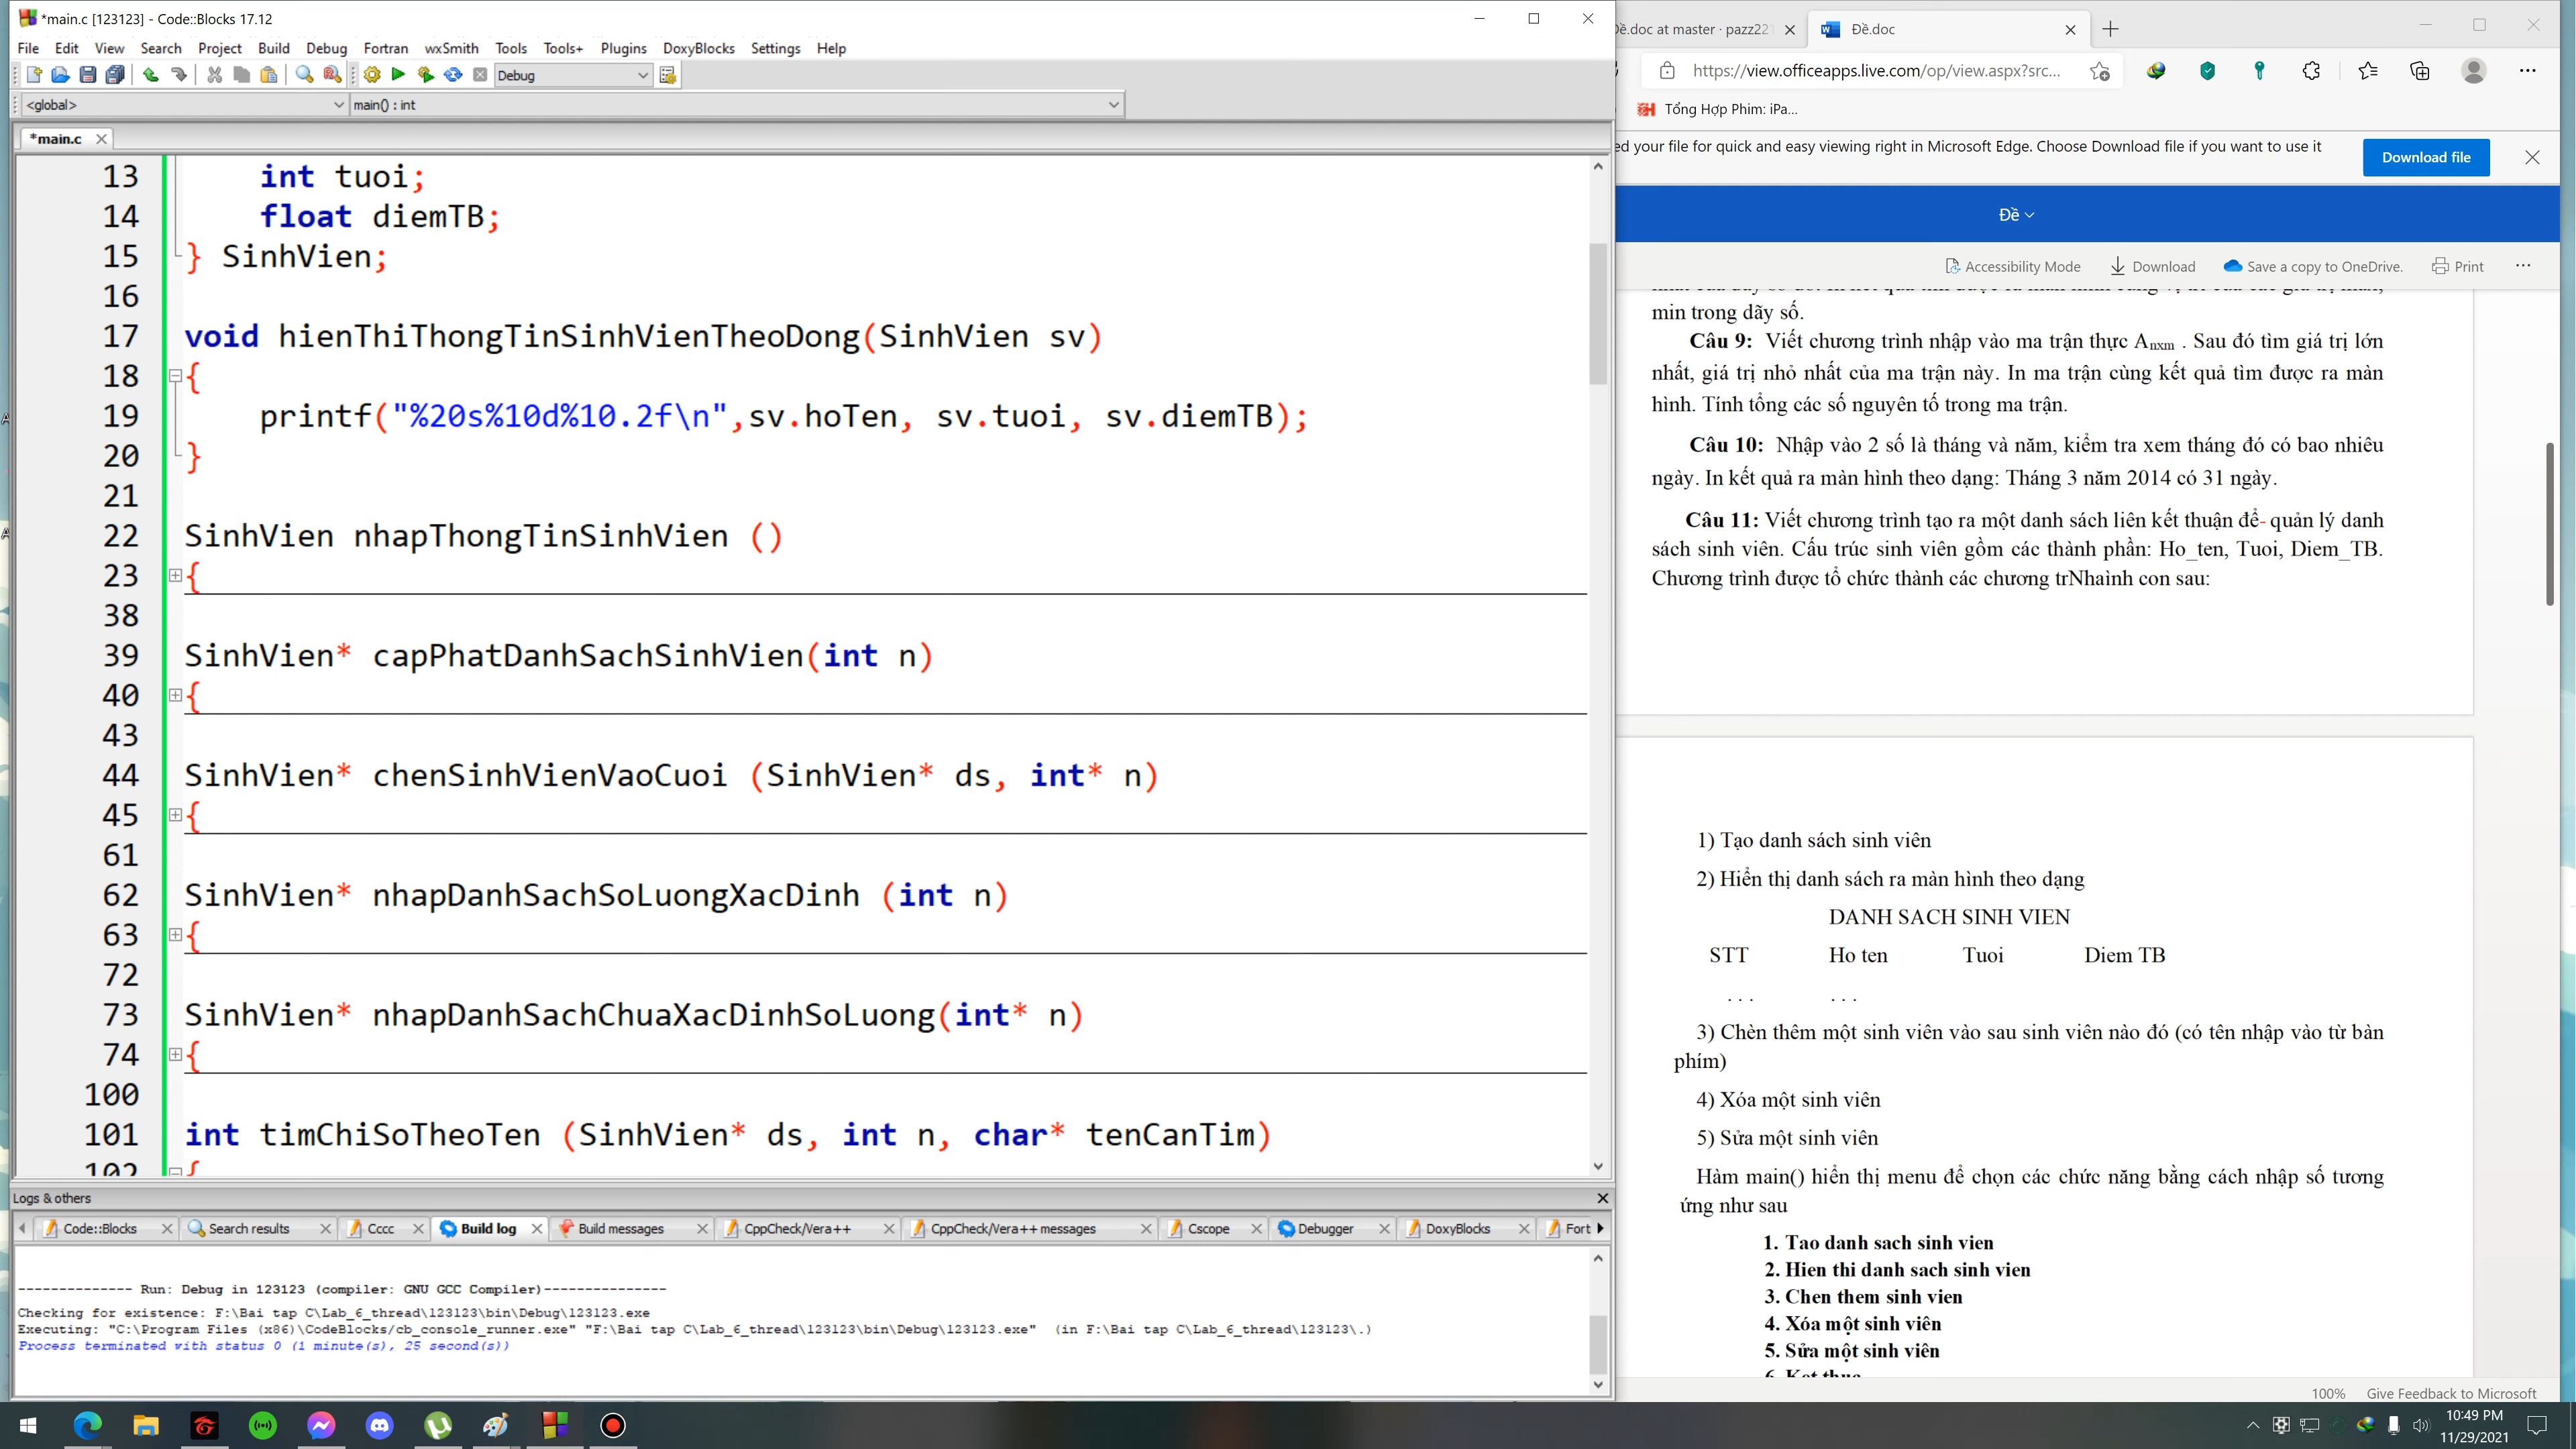 *main.c [123123] - Code::Blocks 17.12
File Edit View Search Project Build Debug Fortran wxSmith Tools Tools+ Plugins DoxyBlocks Settings Help
Debug
<global> main() : int
*main.c
13 int tuoi;
14 float diemTB;
15 } SinhVien;
16
17 void hienThiThongTinSinhVienTheoDong(SinhVien sv)
18 {
19 printf("%20s%10d%10.2f\n",sv.hoTen, sv.tuoi, sv.diemTB);
20 }
21
22 SinhVien nhapThongTinSinhVien ()
23 {
38
39 SinhVien* capPhatDanhSachSinhVien(int n)
40 {
43
44 SinhVien* chenSinhVienVaoCuoi (SinhVien* ds, int* n)
45 {
61
62 SinhVien* nhapDanhSachSoLuongXacDinh (int n)
63 {
72
73 SinhVien* nhapDanhSachChuaXacDinhSoLuong(int* n)
74 {
100
101 int timChiSoTheoTen (SinhVien* ds, int n, char* tenCanTim)
102 {
Logs & others
Code::Blocks Search results Cccc Build log Build messages CppCheck/Vera++ CppCheck/Vera++ messages Cscope Debugger DoxyBlocks Fort
-------------- Run: Debug in 123123 (compiler: GNU GCC Compiler)---------------
Checking for existence: F:\Bai tap C\Lab_6_thread\123123\bin\Debug\123123.exe
Executing: "C:\Program Files (x86)\CodeBlocks/cb_console_runner.exe" "F:\Bai tap C\Lab_6_thread\123123\bin\Debug\123123.exe" (in F:\Bai tap C\Lab_6_thread\123123\.)
Process terminated with status 0 (1 minute(s), 25 second(s))
Đề.doc at master · pazz22 Đề.doc
https://view.officeapps.live.com/op/view.aspx?src...
Tổng Hợp Phim: iPa...
ed your file for quick and easy viewing right in Microsoft Edge. Choose Download file if you want to use it
Download file
Đề
Accessibility Mode Download Save a copy to OneDrive. Print
min trong dãy số.
Câu 9: Viết chương trình nhập vào ma trận thực Anxm . Sau đó tìm giá trị lớn
nhất, giá trị nhỏ nhất của ma trận này. In ma trận cùng kết quả tìm được ra màn
hình. Tính tổng các số nguyên tố trong ma trận.
Câu 10: Nhập vào 2 số là tháng và năm, kiểm tra xem tháng đó có bao nhiêu
ngày. In kết quả ra màn hình theo dạng: Tháng 3 năm 2014 có 31 ngày.
Câu 11: Viết chương trình tạo ra một danh sách liên kết thuận để- quản lý danh
sách sinh viên. Cấu trúc sinh viên gồm các thành phần: Ho_ten, Tuoi, Diem_TB.
Chương trình được tổ chức thành các chương trNhaình con sau:
1) Tạo danh sách sinh viên
2) Hiển thị danh sách ra màn hình theo dạng
DANH SACH SINH VIEN
STT Ho ten Tuoi Diem TB
. . . . . .
3) Chèn thêm một sinh viên vào sau sinh viên nào đó (có tên nhập vào từ bàn
phím)
4) Xóa một sinh viên
5) Sửa một sinh viên
Hàm main() hiển thị menu để chọn các chức năng bằng cách nhập số tương
ứng như sau
1. Tao danh sach sinh vien
2. Hien thi danh sach sinh vien
3. Chen them sinh vien
4. Xóa một sinh viên
5. Sửa một sinh viên
6. Ket thuc
100% Give Feedback to Microsoft
10:49 PM
11/29/2021